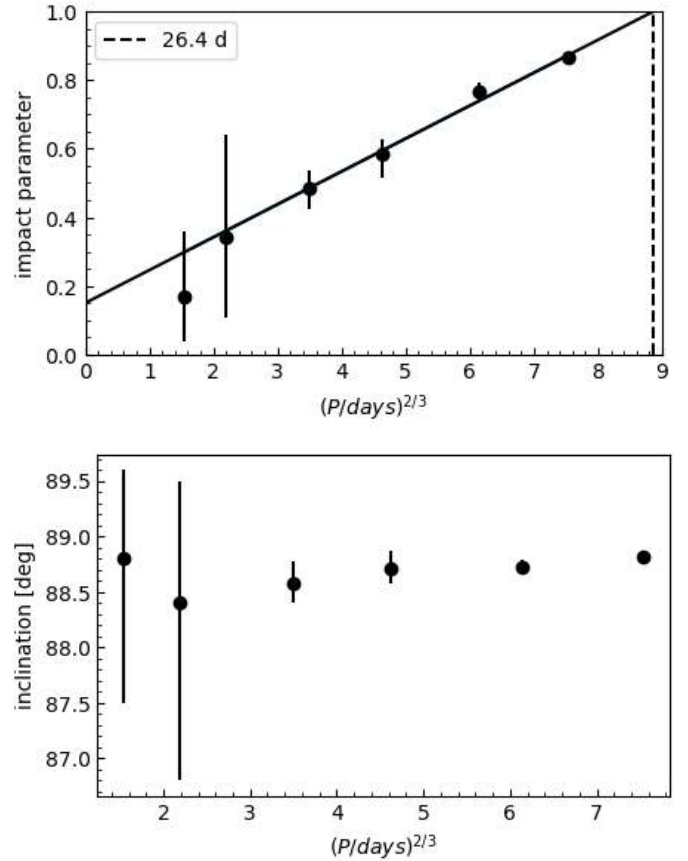 1.0
0.8
0.6
0.4
0.2
0.0
impact parameter
26.4 d
0 1 2 3 4 5 6 7 8 9
(P/days)^{2/3}
89.5
89.0
88.5
88.0
87.5
87.0
inclination [deg]
2 3 4 5 6 7
(P/days)^{2/3}